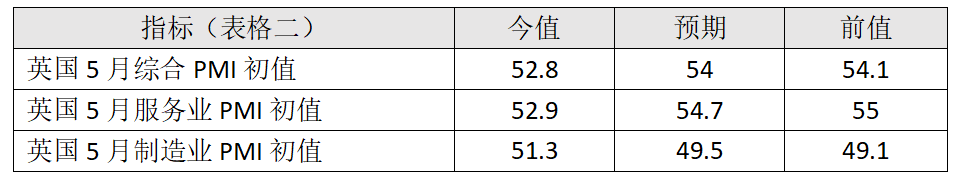 指标（表格二） 今值 预期 前值
英国 5 月综合 PMI 初值 52.8 54 54.1
英国 5 月服务业 PMI 初值 52.9 54.7 55
英国 5 月制造业 PMI 初值 51.3 49.5 49.1